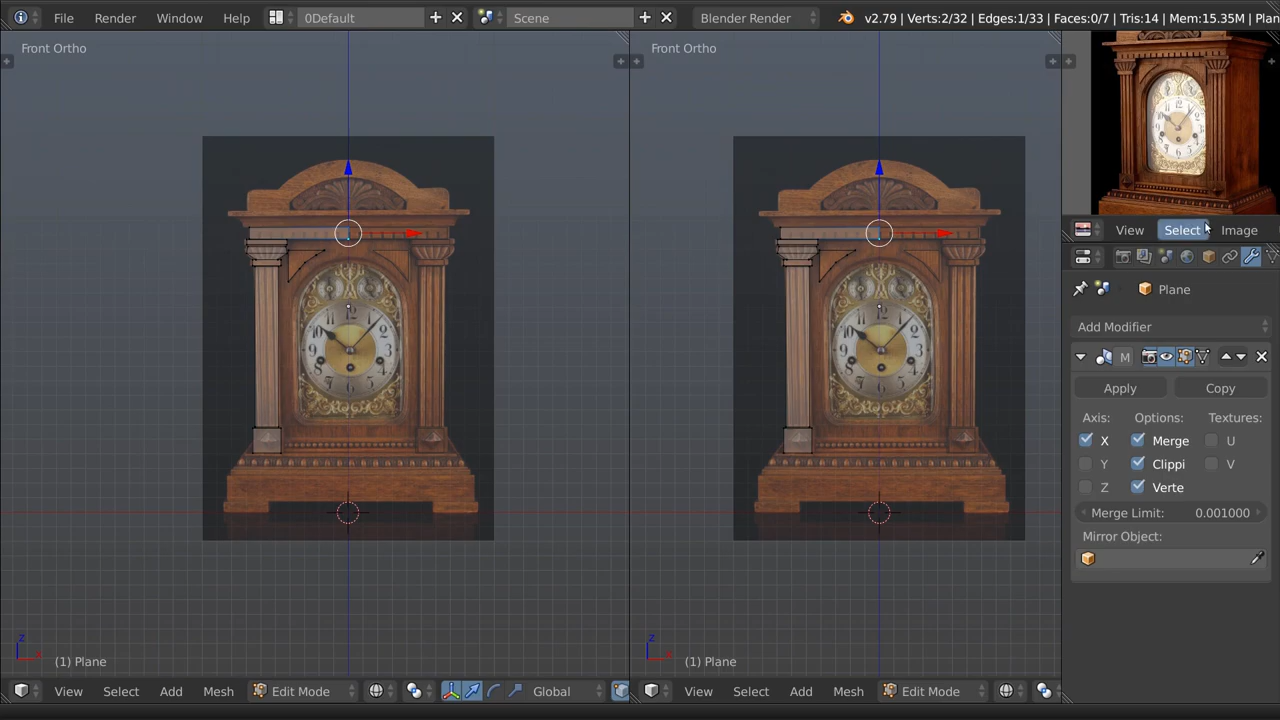 File Render Window Help 0Default Scene Blender Render v2.79 | Verts:2/32 | Edges:1/33 | Faces:0/7 | Tris:14 | Mem:15.35M | Plan
Front Ortho
Front Ortho
View Select Image
Plane
Add Modifier
M
Apply Copy
Axis: Options: Textures:
X Merge U
Y Clippi V
Z Verte
Merge Limit: 0.001000
Mirror Object:
z
x
(1) Plane
z
x
(1) Plane
View Select Add Mesh Edit Mode Global
View Select Add Mesh Edit Mode